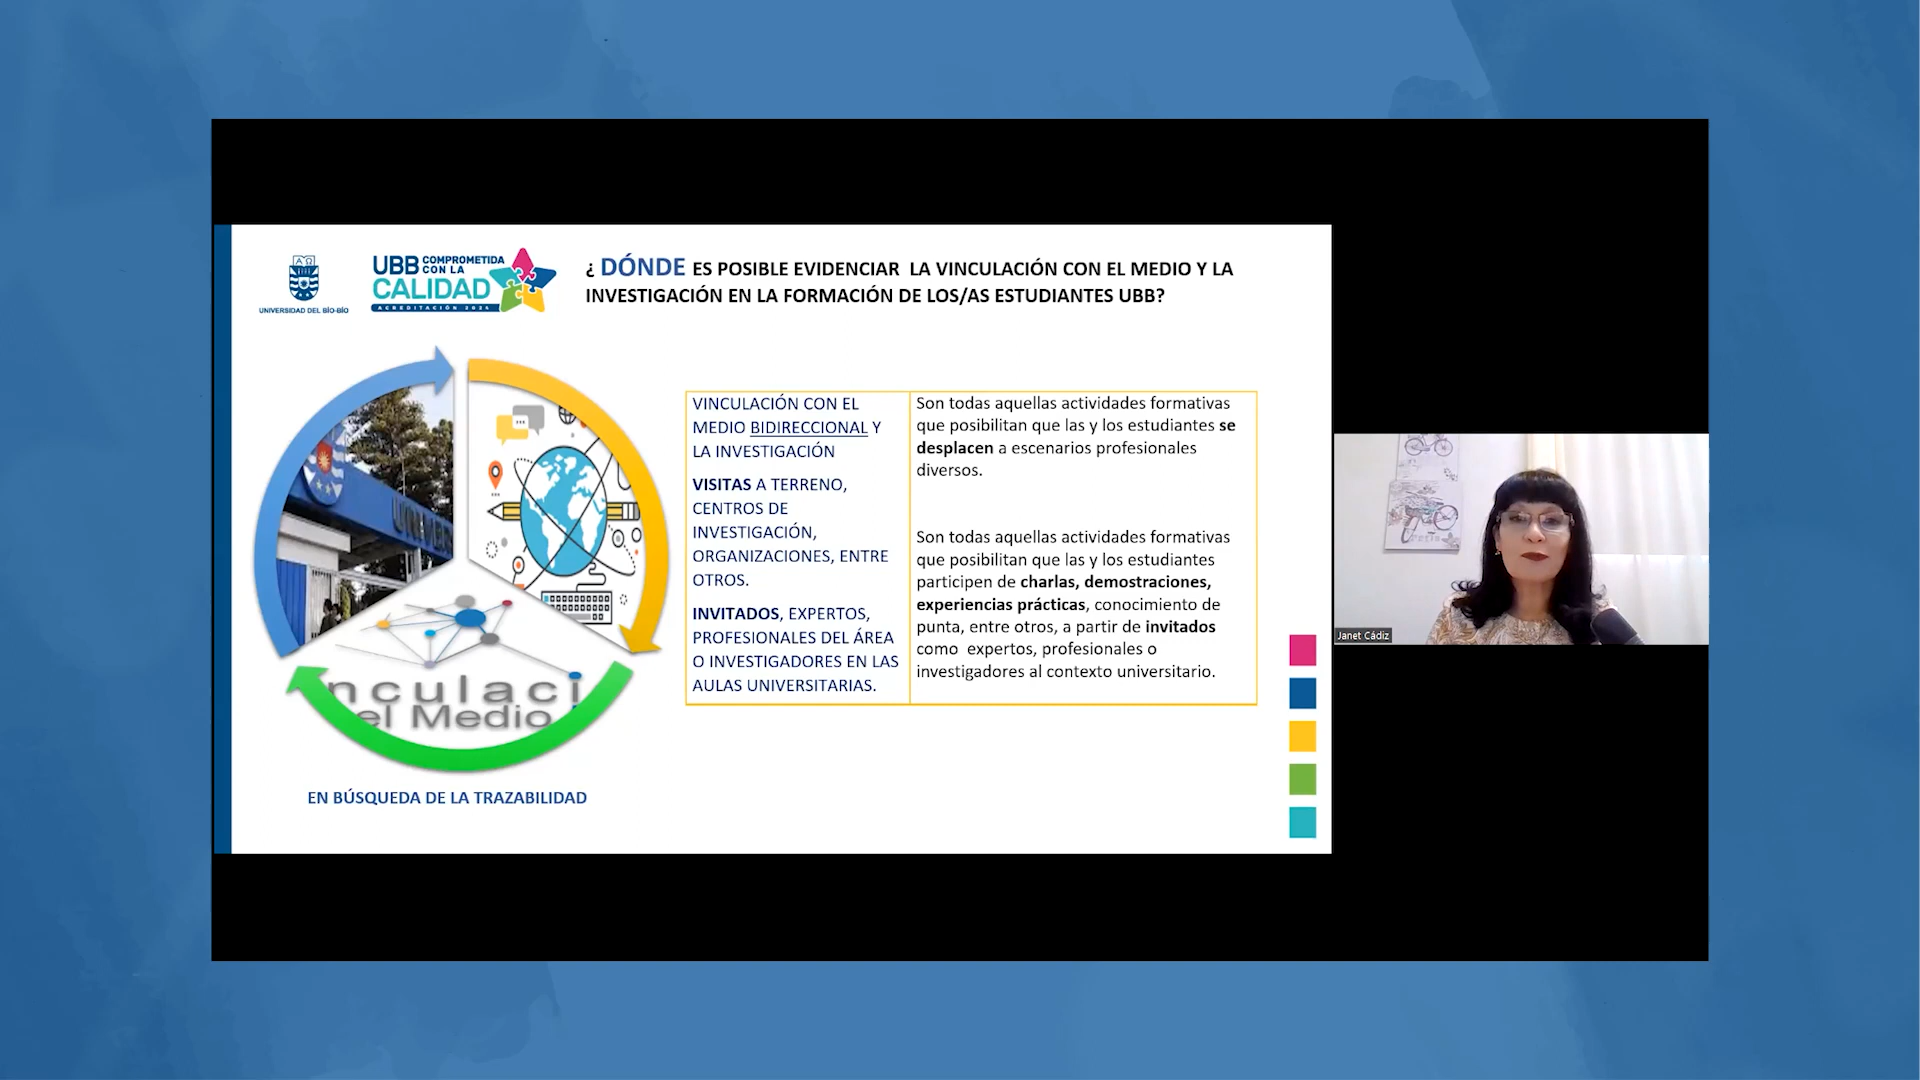 UNIVERSIDAD DEL BÍO-BÍO
UBB COMPROMETIDA
CON LA
CALIDAD
ACREDITACIÓN 2024
¿ DÓNDE ES POSIBLE EVIDENCIAR LA VINCULACIÓN CON EL MEDIO Y LA
INVESTIGACIÓN EN LA FORMACIÓN DE LOS/AS ESTUDIANTES UBB?
nculaci
el Medio
EN BÚSQUEDA DE LA TRAZABILIDAD
VINCULACIÓN CON EL
MEDIO BIDIRECCIONAL Y
LA INVESTIGACIÓN
VISITAS A TERRENO,
CENTROS DE
INVESTIGACIÓN,
ORGANIZACIONES, ENTRE
OTROS.
INVITADOS, EXPERTOS,
PROFESIONALES DEL ÁREA
O INVESTIGADORES EN LAS
AULAS UNIVERSITARIAS.
Son todas aquellas actividades formativas
que posibilitan que las y los estudiantes se
desplacen a escenarios profesionales
diversos.
Son todas aquellas actividades formativas
que posibilitan que las y los estudiantes
participen de charlas, demostraciones,
experiencias prácticas, conocimiento de
punta, entre otros, a partir de invitados
como expertos, profesionales o
investigadores al contexto universitario.
Janet Cádiz